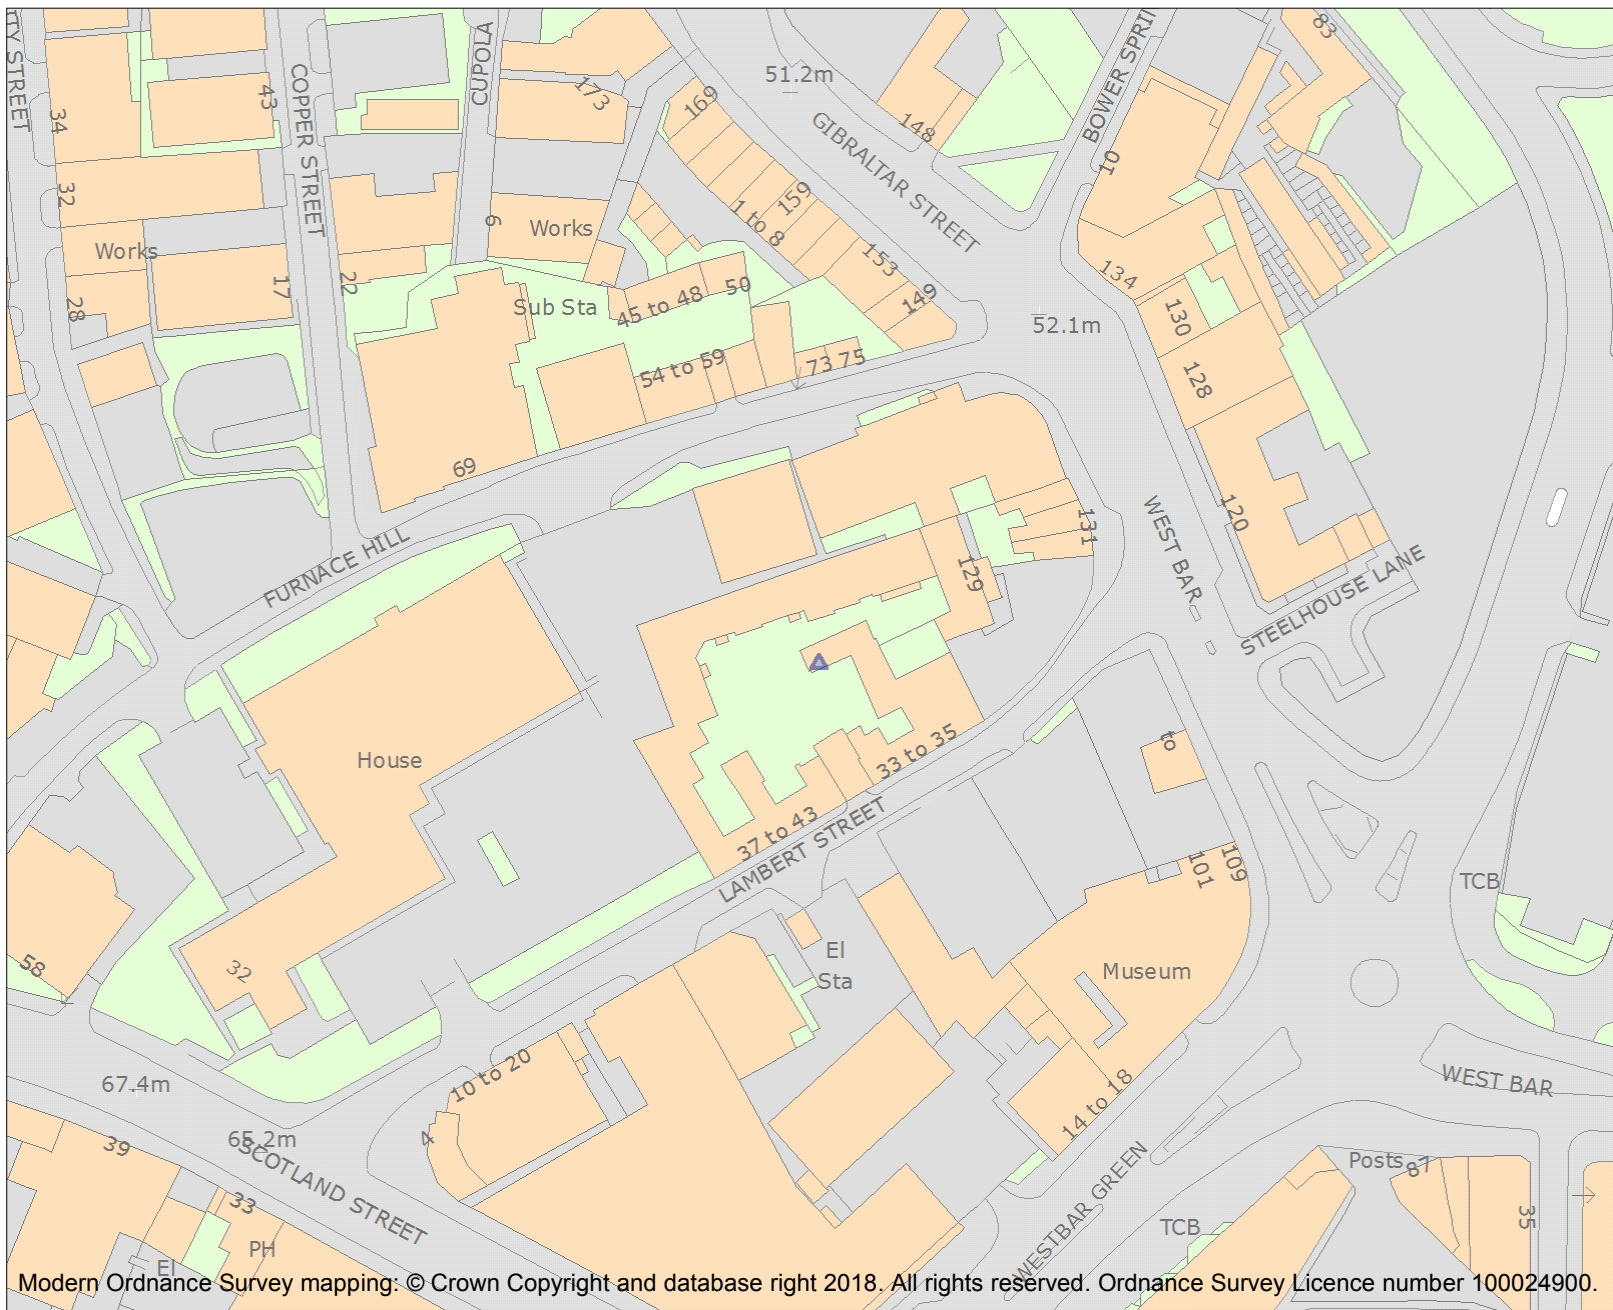 TY STREET
34
32
Works
28
43
COPPER STREET
17
22
CUPOLA
173
6
Works
169
51.2m
GIBRALTAR STREET
148
BOWER SPRI
83
10
159
1 to 8
153
149
134
130
128
52.1m
Sub Sta
45 to 48
50
54 to 59
73 75
69
FURNACE HILL
131
129
WEST BAR
120
STEELHOUSE LANE
House
33 to 35
37 to 43
LAMBERT STREET
to
101
109
TCB
58
32
El
Sta
Museum
67.4m
65.2m
SCOTLAND STREET
10 to 20
4
14 to 18
WEST BAR
39
33
PH
El
WESTBAR GREEN
TCB
Posts
87
35
Modern Ordnance Survey mapping: © Crown Copyright and database right 2018. All rights reserved. Ordnance Survey Licence number 100024900.